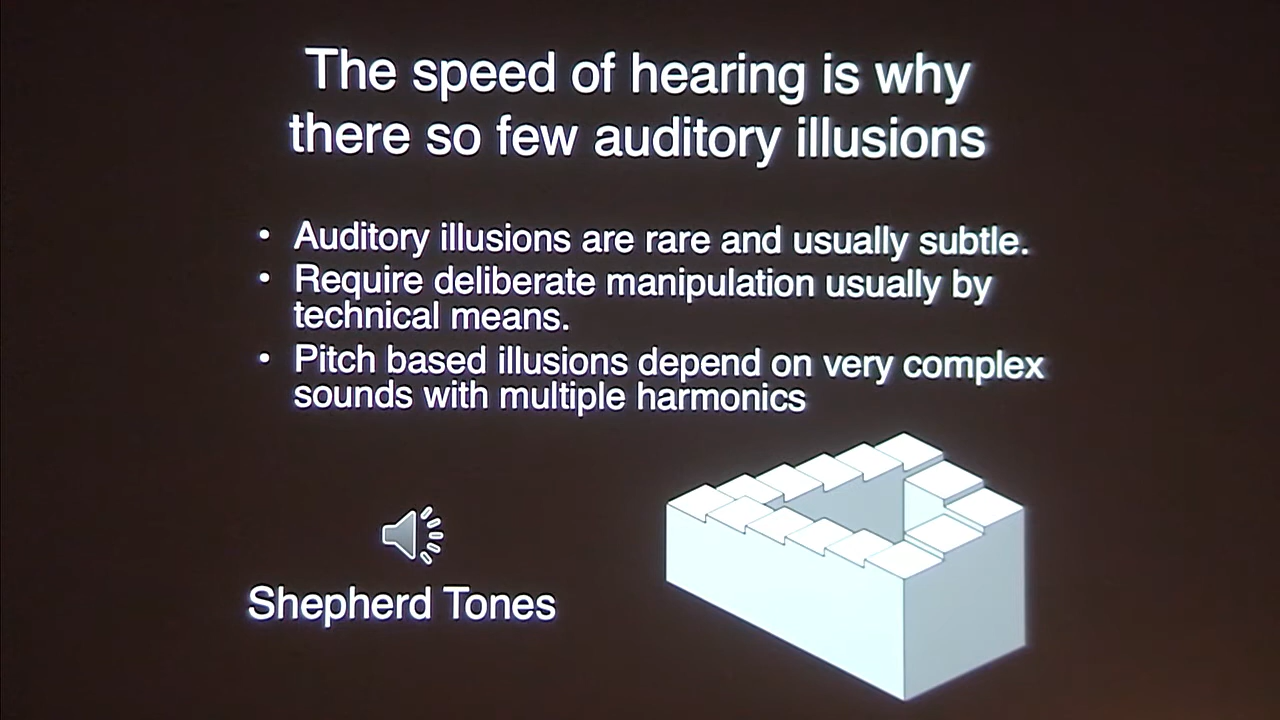 The speed of hearing is why
there so few auditory illusions
• Auditory illusions are rare and usually subtle.
• Require deliberate manipulation usually by
technical means.
• Pitch based illusions depend on very complex
sounds with multiple harmonics
Shepherd Tones